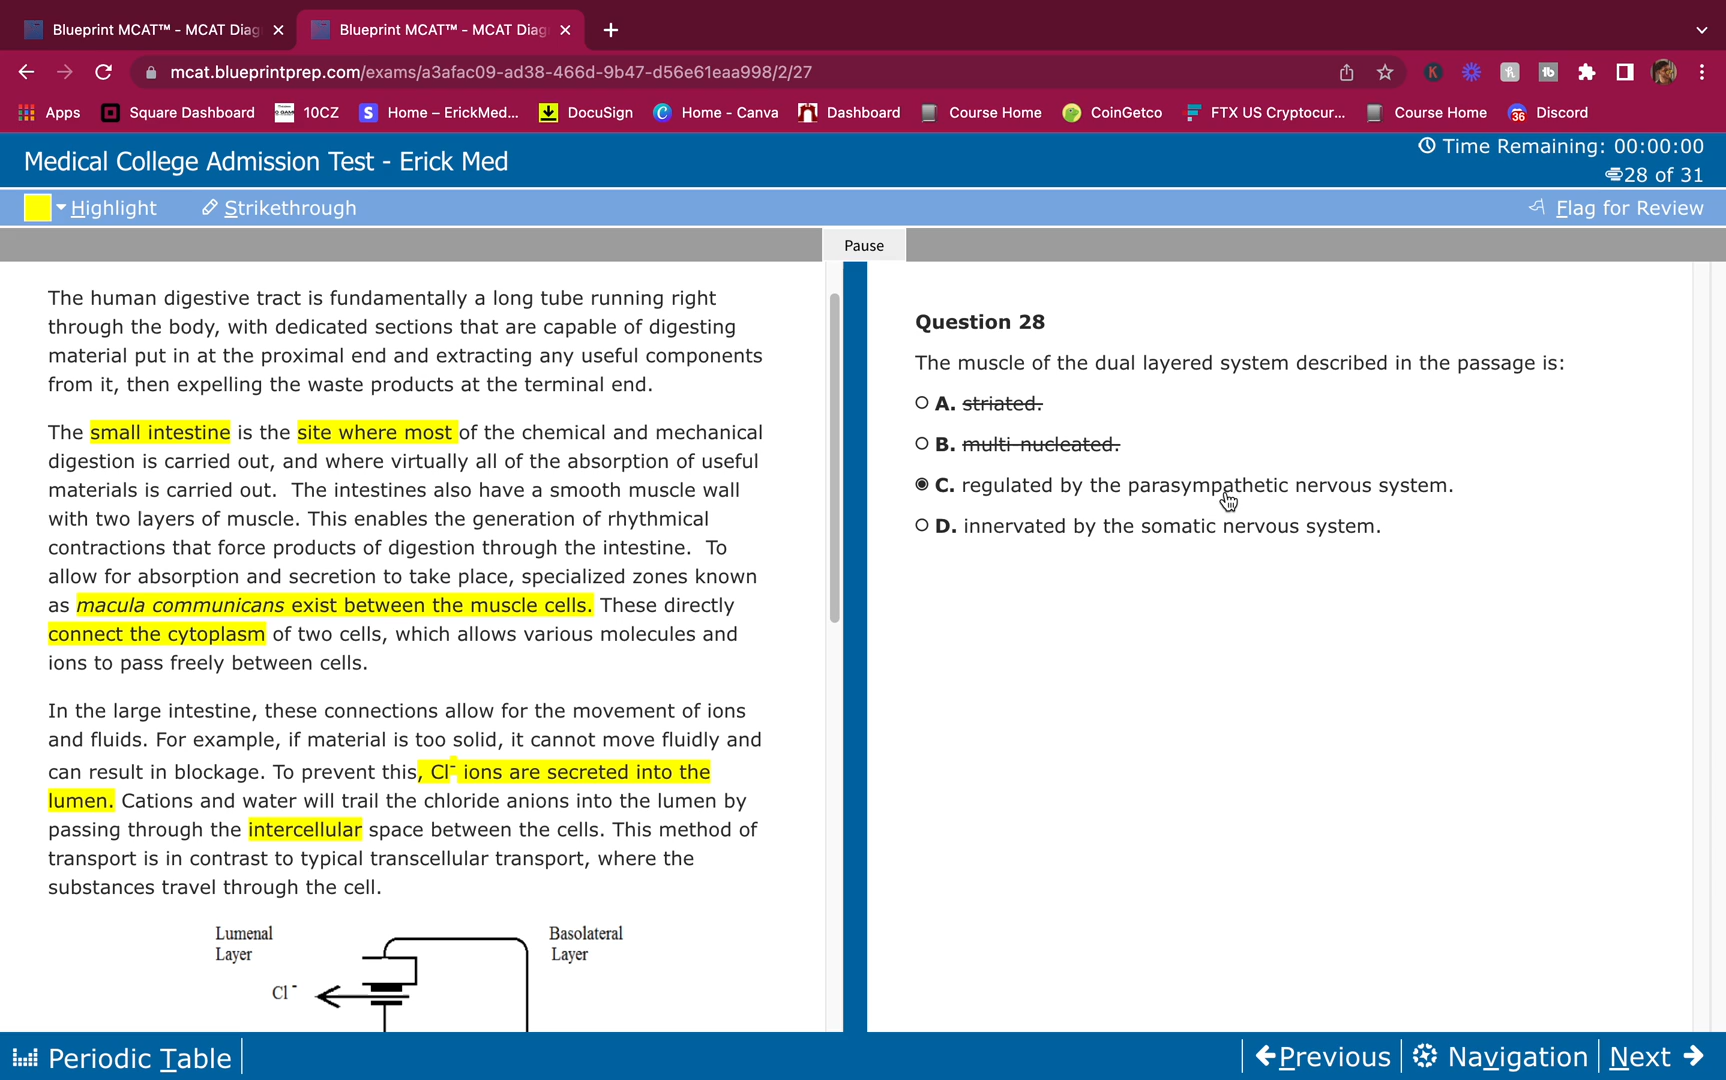 Blueprint MCAT™ - MCAT Diag
Blueprint MCAT™ - MCAT Diag
mcat.blueprintprep.com/exams/a3afac09-ad38-466d-9b47-d56e61eaa998/2/27
Apps
Square Dashboard
10CZ
Home – ErickMed...
DocuSign
Home - Canva
Dashboard
Course Home
CoinGetco
FTX US Cryptocur...
Course Home
36
Discord
Medical College Admission Test - Erick Med
Time Remaining: 00:00:00
28 of 31
Highlight
Strikethrough
Flag for Review
Pause
The human digestive tract is fundamentally a long tube running right
through the body, with dedicated sections that are capable of digesting
material put in at the proximal end and extracting any useful components
from it, then expelling the waste products at the terminal end.
The small intestine is the site where most of the chemical and mechanical
digestion is carried out, and where virtually all of the absorption of useful
materials is carried out. The intestines also have a smooth muscle wall
with two layers of muscle. This enables the generation of rhythmical
contractions that force products of digestion through the intestine. To
allow for absorption and secretion to take place, specialized zones known
as macula communicans exist between the muscle cells. These directly
connect the cytoplasm of two cells, which allows various molecules and
ions to pass freely between cells.
In the large intestine, these connections allow for the movement of ions
and fluids. For example, if material is too solid, it cannot move fluidly and
can result in blockage. To prevent this, Cl⁻ ions are secreted into the
lumen. Cations and water will trail the chloride anions into the lumen by
passing through the intercellular space between the cells. This method of
transport is in contrast to typical transcellular transport, where the
substances travel through the cell.
Lumenal
Layer
Basolateral
Layer
Cl⁻
Question 28
The muscle of the dual layered system described in the passage is:
A. striated.
B. multi-nucleated.
C. regulated by the parasympathetic nervous system.
D. innervated by the somatic nervous system.
Periodic Table
Previous
Navigation
Next